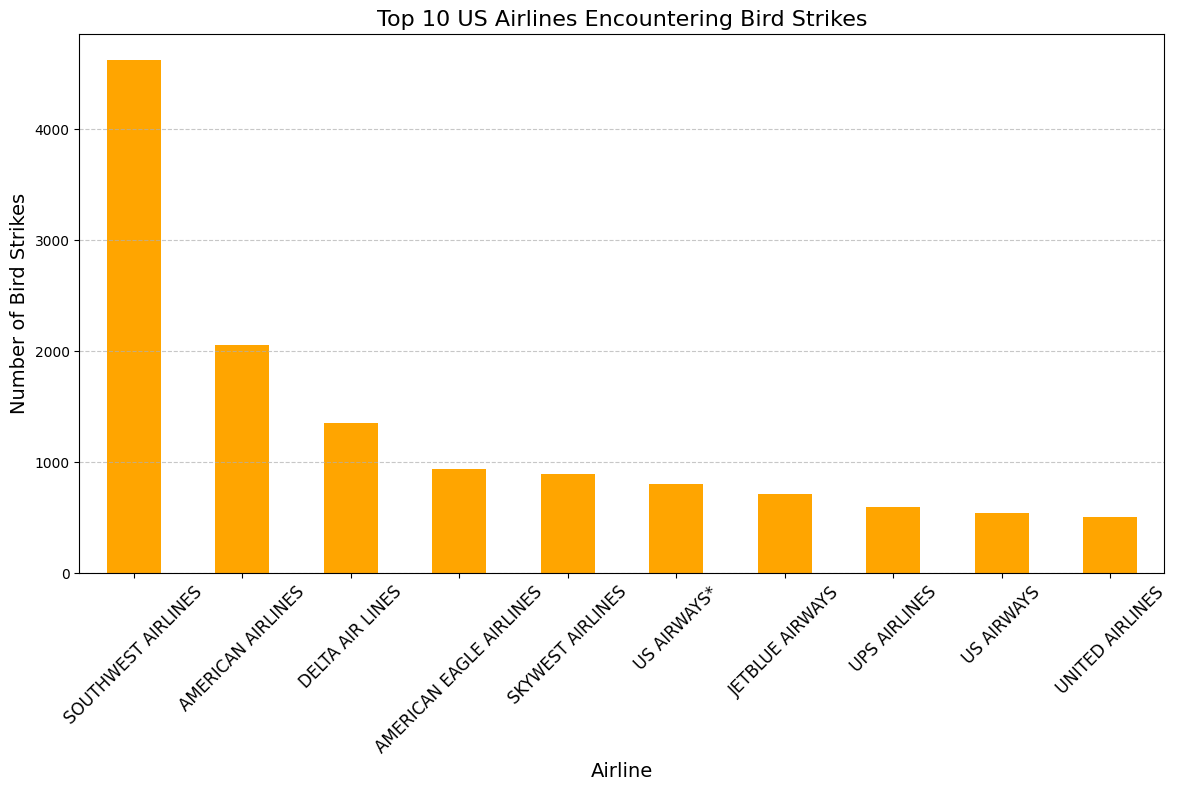 Top 10 US Airlines Encountering Bird Strikes
Number of Bird Strikes
4000
3000
2000
1000
0
SOUTHWEST AIRLINES
AMERICAN AIRLINES
DELTA AIR LINES
AMERICAN EAGLE AIRLINES
SKYWEST AIRLINES
US AIRWAYS*
JETBLUE AIRWAYS
UPS AIRLINES
US AIRWAYS
UNITED AIRLINES
Airline